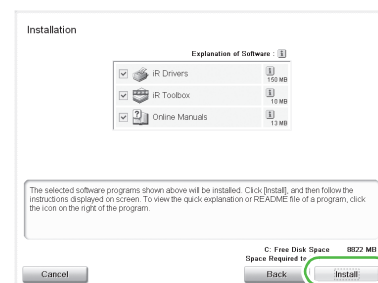 Installation
Explanation of Software : i
iR Drivers i 150 MB
iR Toolbox i 10 MB
Online Manuals i 13 MB
The selected software programs shown above will be installed. Click [Install], and then follow the
instructions displayed on screen. To view the quick explanation or README file of a program, click
the icon on the right of the program.
C: Free Disk Space 8822 MB
Space Required to
Cancel Back Install